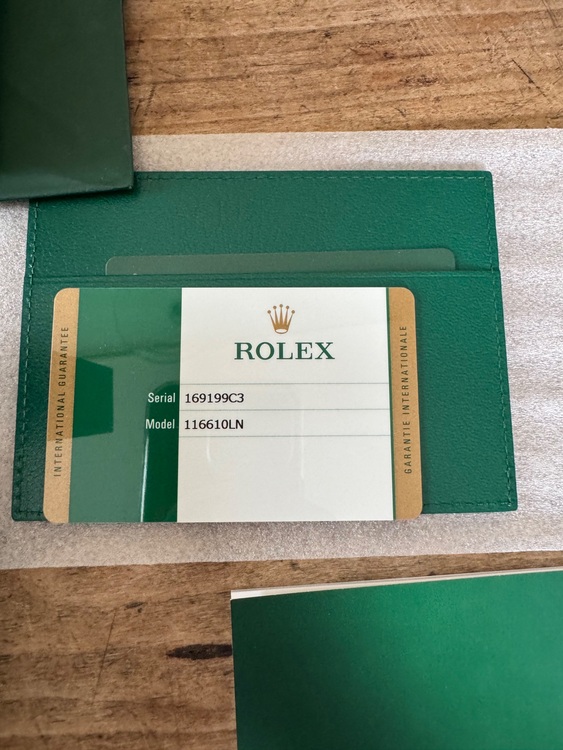 INTERNATIONAL GUARANTEE
ROLEX
Serial 169199C3
Model 116610LN
GARANTIE INTERNATIONALE